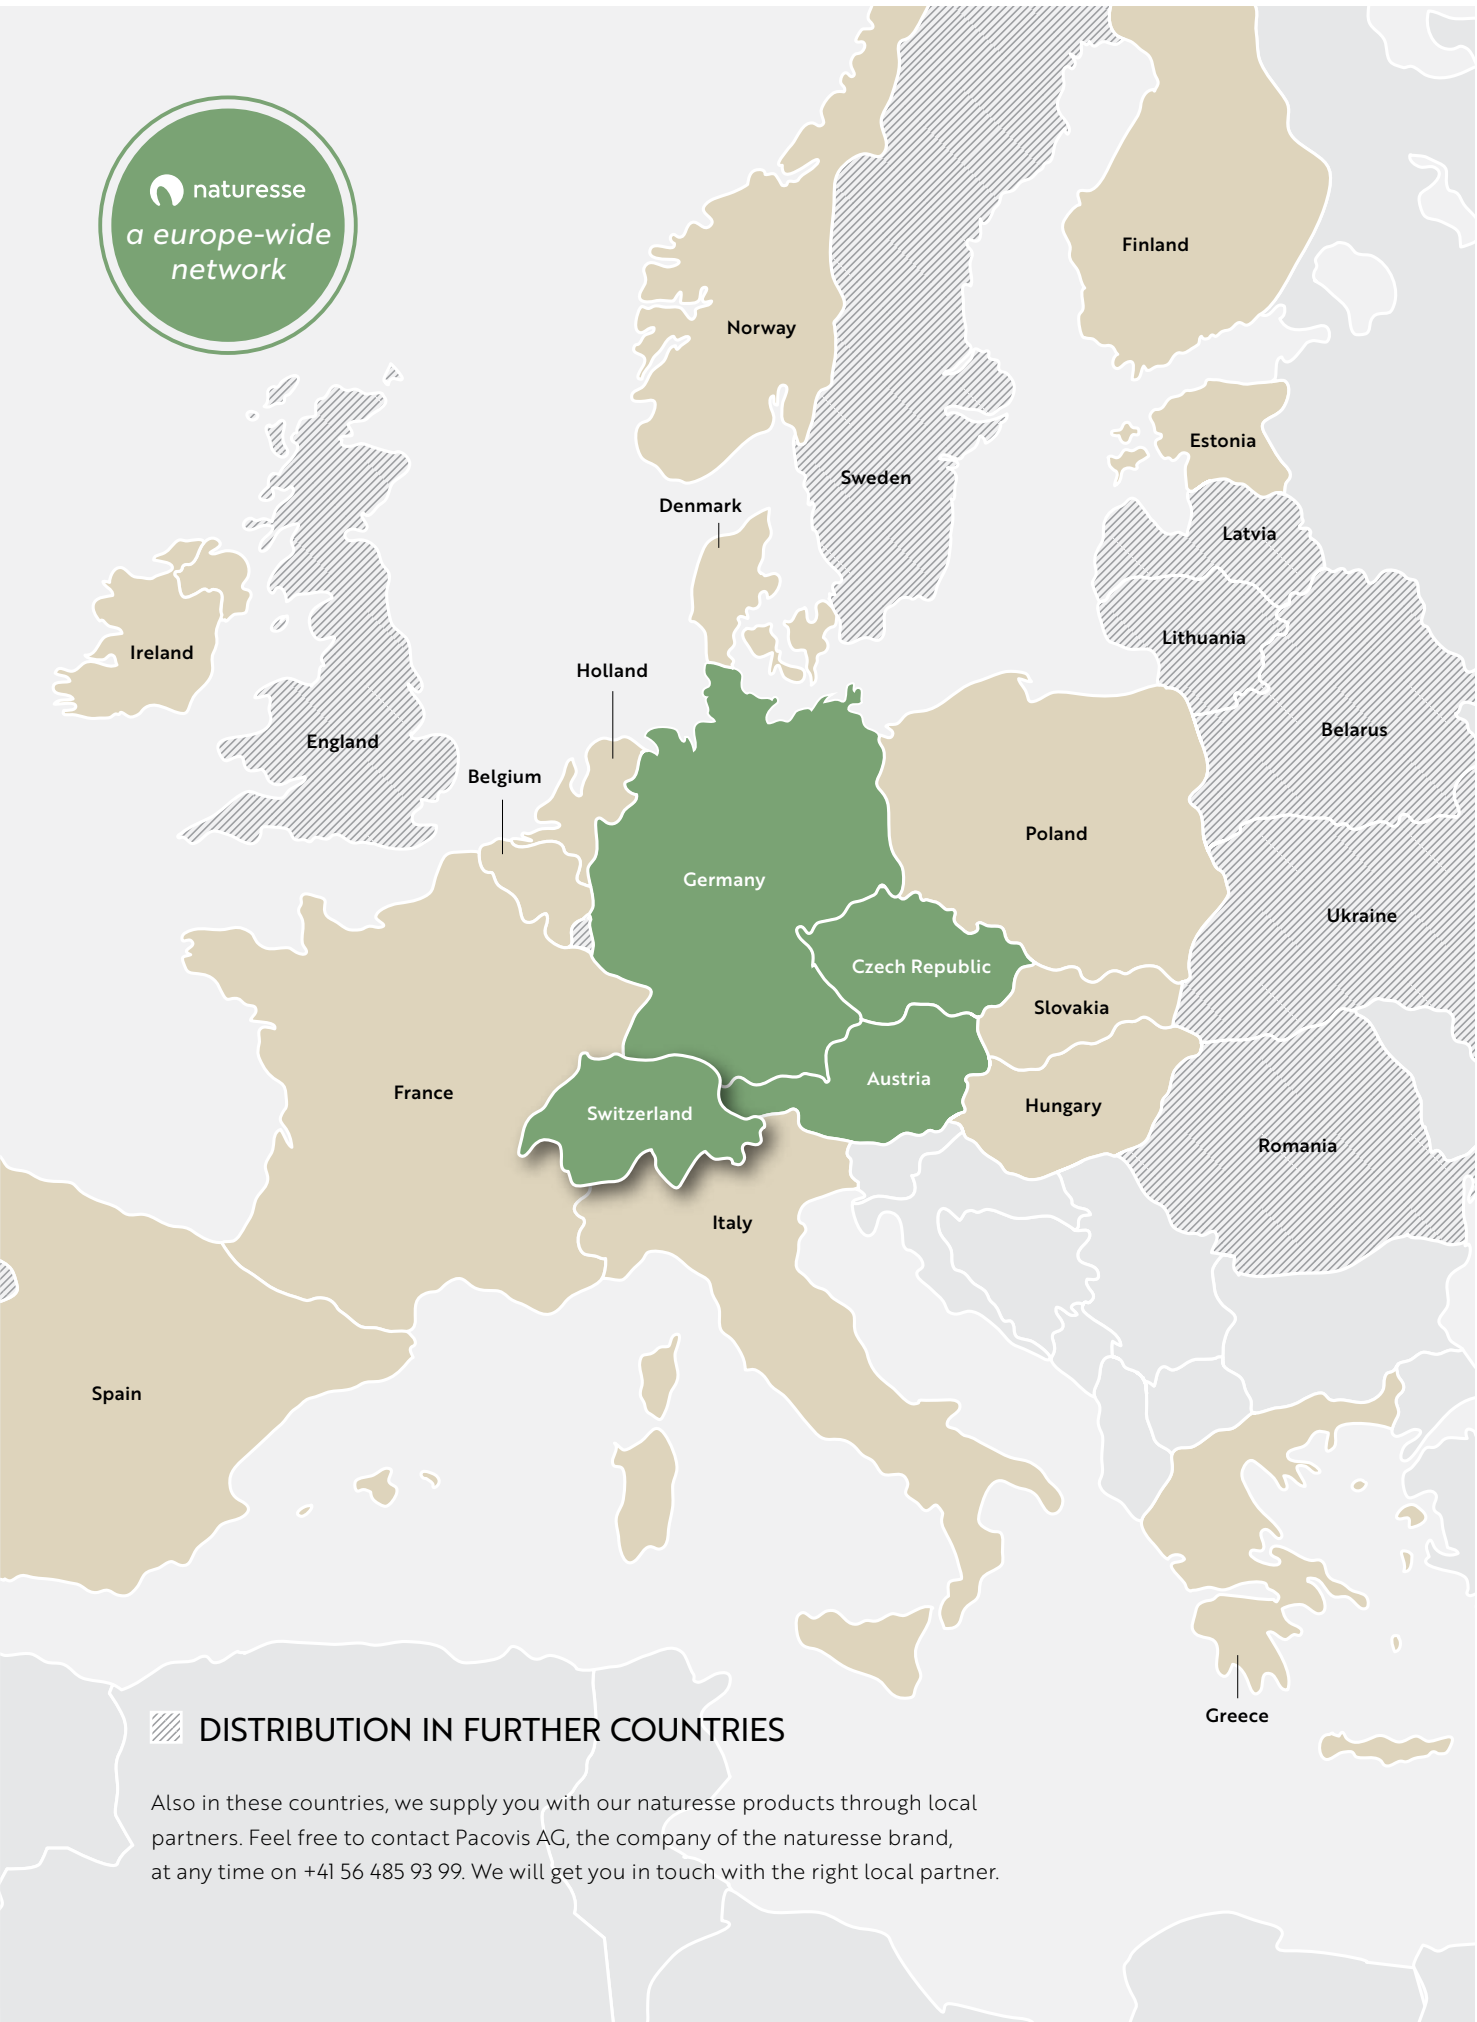 naturesse
a europe-wide
network
Finland
Norway
Estonia
Sweden
Denmark
Latvia
Lithuania
Ireland
Holland
Belarus
England
Belgium
Poland
Germany
Ukraine
Czech Republic
Slovakia
Austria
France
Hungary
Switzerland
Romania
Italy
Spain
Greece
DISTRIBUTION IN FURTHER COUNTRIES
Also in these countries, we supply you with our naturesse products through local
partners. Feel free to contact Pacovis AG, the company of the naturesse brand,
at any time on +41 56 485 93 99. We will get you in touch with the right local partner.